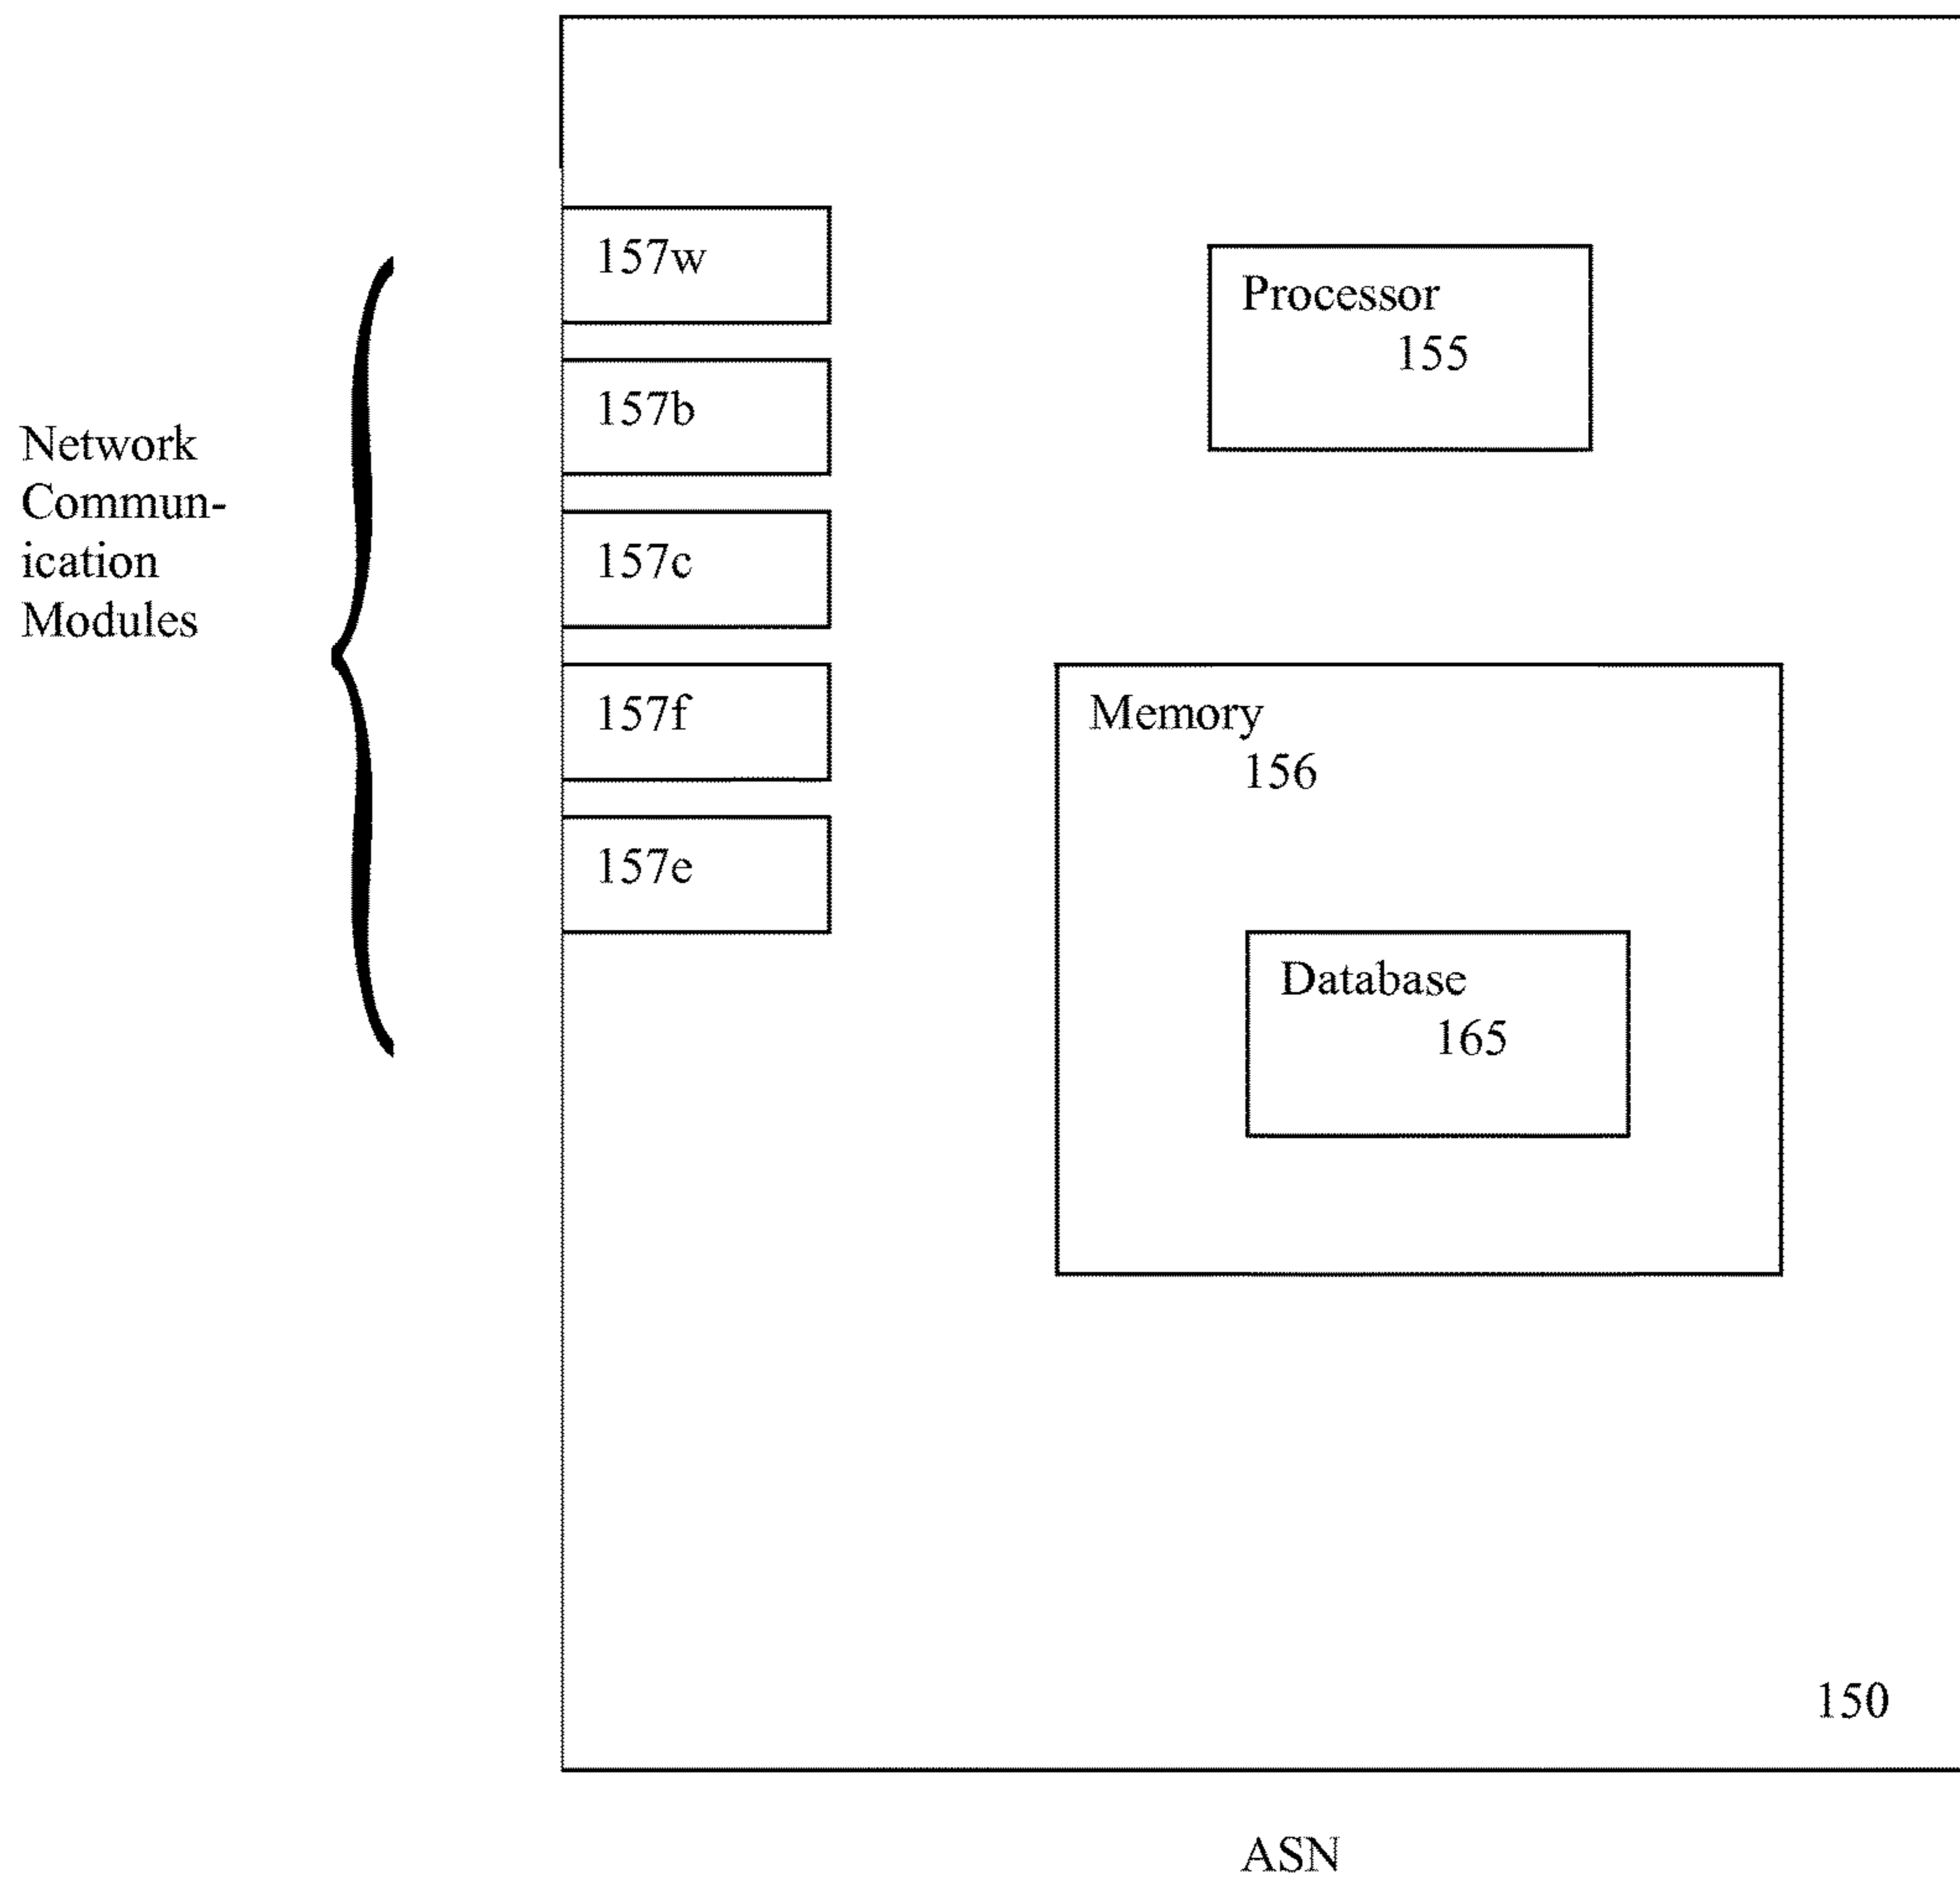 Network
Commun-
ication
Modules
157w
157b
157c
157f
157e
Processor
155
Memory
156
Database
165
150
ASN